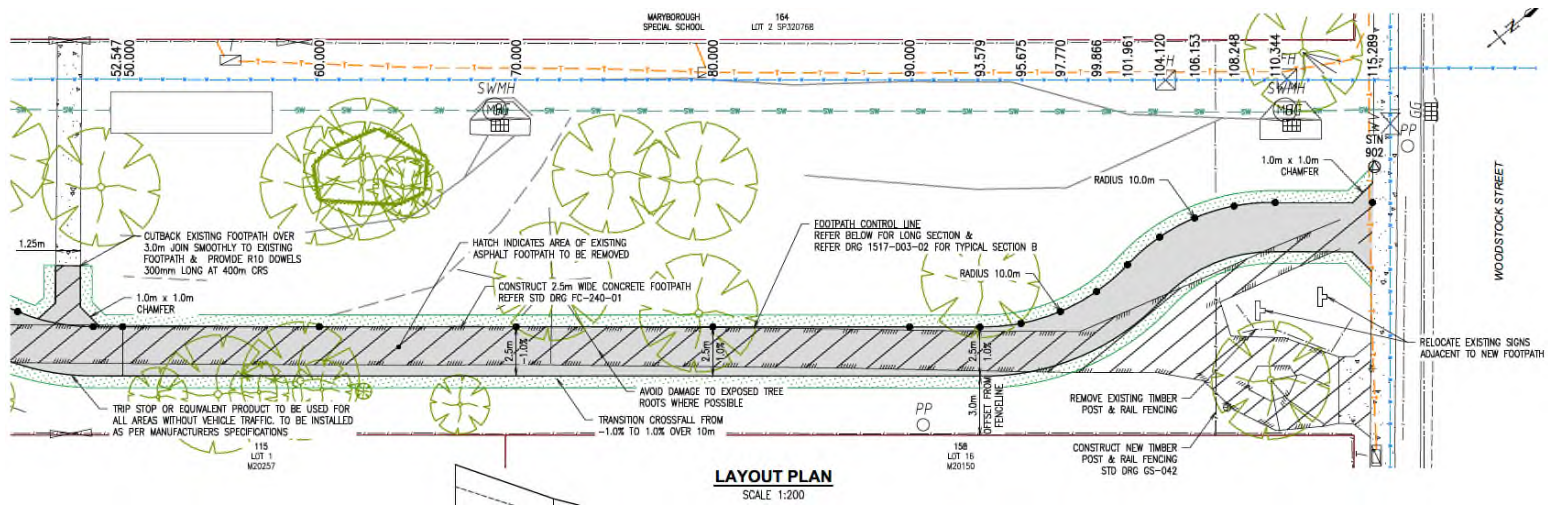 MARYBOROUGH
SPECIAL SCHOOL
164
LOT 2 SP320768
52.547
50.000
60.000
70.000
80.000
90.000
93.579
95.675
97.770
99.866
101.961
104.120
106.153
108.248
110.344
115.289
FH
FH
SWMH
SWMH
SW
GG
PP
STN
902
N
WOODSTOCK STREET
1.0m x 1.0m
CHAMFER
RADIUS 10.0m
1.25m
CUTBACK EXISTING FOOTPATH OVER
3.0m JOIN SMOOTHLY TO EXISTING
FOOTPATH & PROVIDE R10 DOWELS
300mm LONG AT 400m CRS
HATCH INDICATES AREA OF EXISTING
ASPHALT FOOTPATH TO BE REMOVED
FOOTPATH CONTROL LINE
REFER BELOW FOR LONG SECTION &
REFER DRG 1517-D03-02 FOR TYPICAL SECTION B
CONSTRUCT 2.5m WIDE CONCRETE FOOTPATH
REFER STD DRG FC-240-01
RADIUS 10.0m
1.0m x 1.0m
CHAMFER
2.5m
-1.0%
2.5m
1.0%
2.5m
1.0%
3.0m
OFFSET FROM
FENCELINE
RELOCATE EXISTING SIGNS
ADJACENT TO NEW FOOTPATH
AVOID DAMAGE TO EXPOSED TREE
ROOTS WHERE POSSIBLE
REMOVE EXISTING TIMBER
POST & RAIL FENCING
TRIP STOP OR EQUIVALENT PRODUCT TO BE USED FOR
ALL AREAS WITHOUT VEHICLE TRAFFIC. TO BE INSTALLED
AS PER MANUFACTURERS SPECIFICATIONS
TRANSITION CROSSFALL FROM
-1.0% TO 1.0% OVER 10m
PP
115
LOT 1
M20257
158
LOT 16
M20150
CONSTRUCT NEW TIMBER
POST & RAIL FENCING
STD DRG GS-042
LAYOUT PLAN
SCALE 1:200